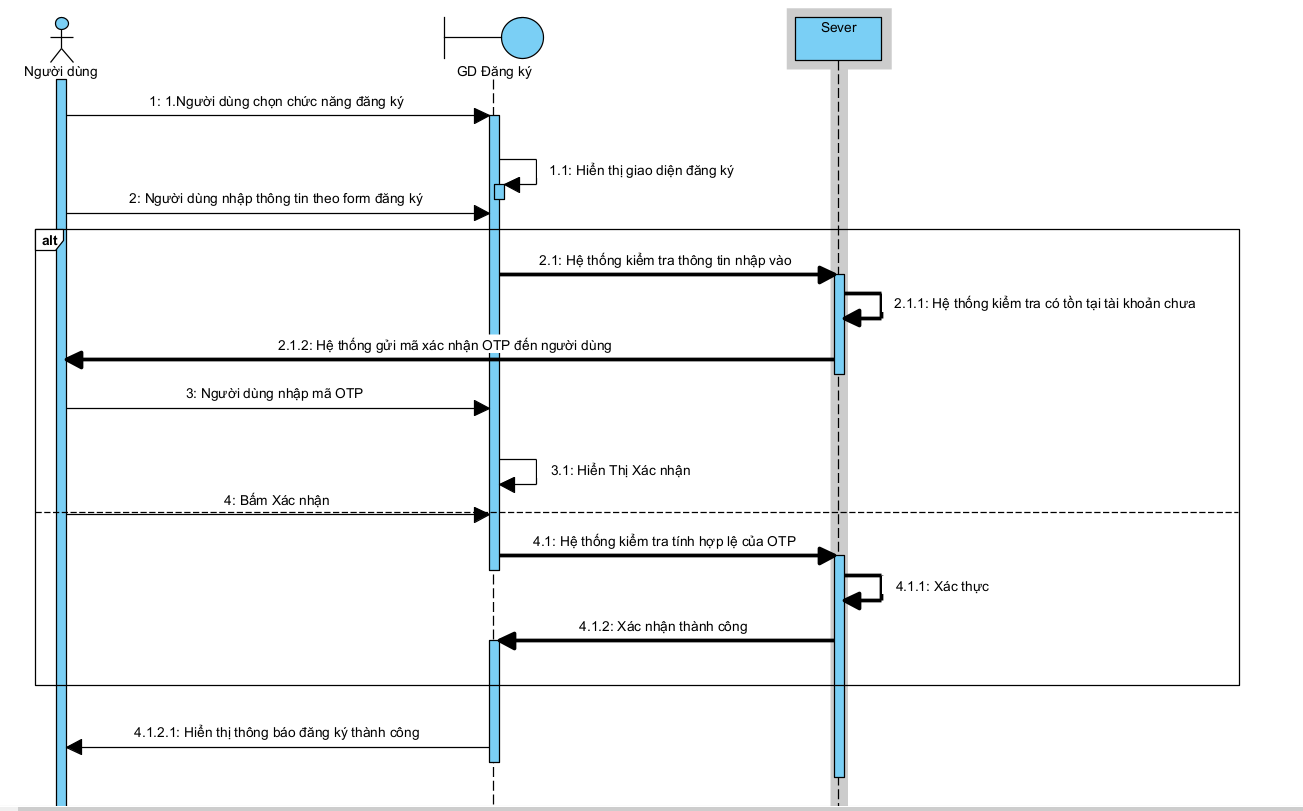 Sever
Người dùng
GD Đăng ký
1: 1.Người dùng chọn chức năng đăng ký
1.1: Hiển thị giao diện đăng ký
2: Người dùng nhập thông tin theo form đăng ký
alt
2.1: Hệ thống kiểm tra thông tin nhập vào
2.1.1: Hệ thống kiểm tra có tồn tại tài khoản chưa
2.1.2: Hệ thống gửi mã xác nhận OTP đến người dùng
3: Người dùng nhập mã OTP
3.1: Hiển Thị Xác nhận
4: Bấm Xác nhận
4.1: Hệ thống kiểm tra tính hợp lệ của OTP
4.1.1: Xác thực
4.1.2: Xác nhận thành công
4.1.2.1: Hiển thị thông báo đăng ký thành công